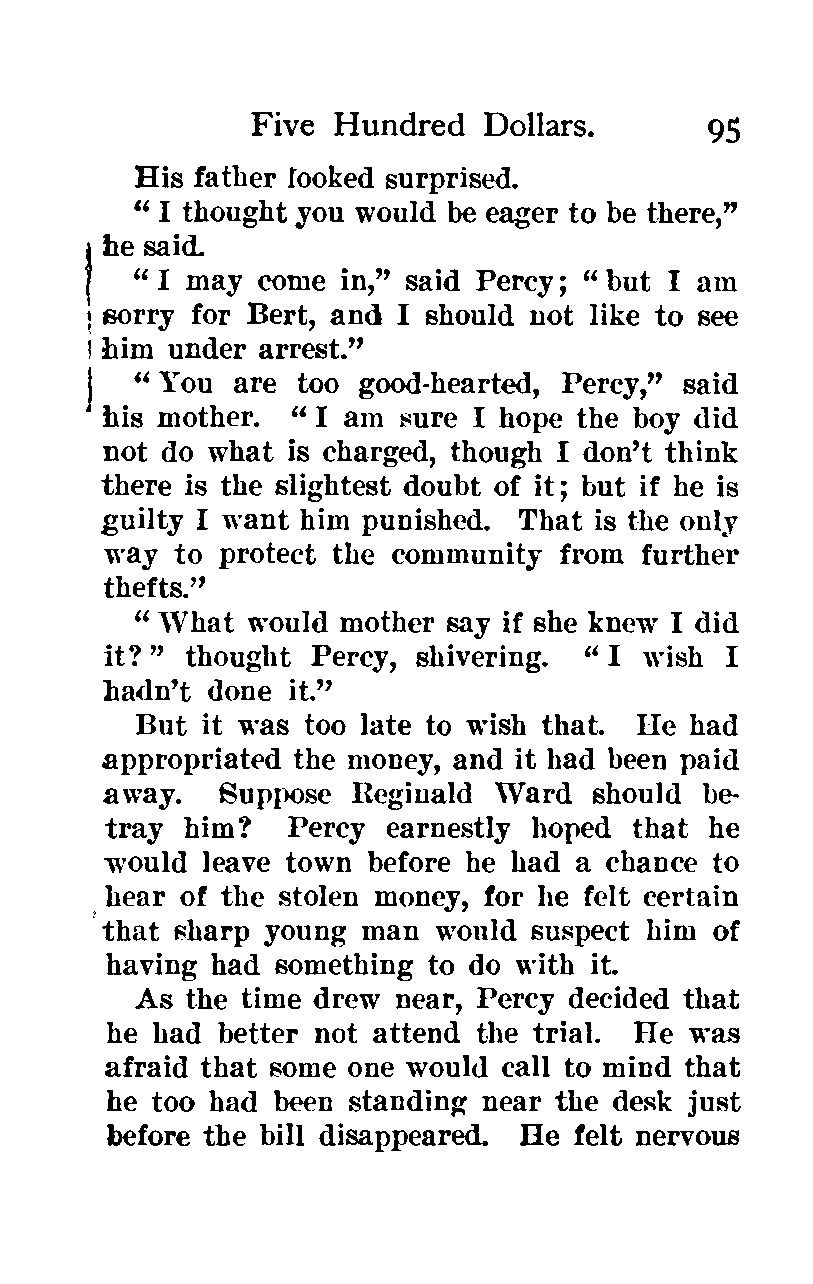 Five Hundred Dollars. 95
His father looked surprised.
“ I thought you would be eager to be there,”
he said.
“ I may come in,” said Percy; “ but I am
sorry for Bert, and I should not like to see
him under arrest.”
“ You are too good-hearted, Percy,” said
his mother. “ I am sure I hope the boy did
not do what is charged, though I don’t think
there is the slightest doubt of it; but if he is
guilty I want him punished. That is the only
way to protect the community from further
thefts.”
“ What would mother say if she knew I did
it? ” thought Percy, shivering. “ I wish I
hadn’t done it.”
But it was too late to wish that. He had
appropriated the money, and it had been paid
away. Suppose Reginald Ward should be-
tray him? Percy earnestly hoped that he
would leave town before he had a chance to
hear of the stolen money, for he felt certain
that sharp young man would suspect him of
having had something to do with it.
As the time drew near, Percy decided that
he had better not attend the trial. He was
afraid that some one would call to mind that
he too had been standing near the desk just
before the bill disappeared. He felt nervous